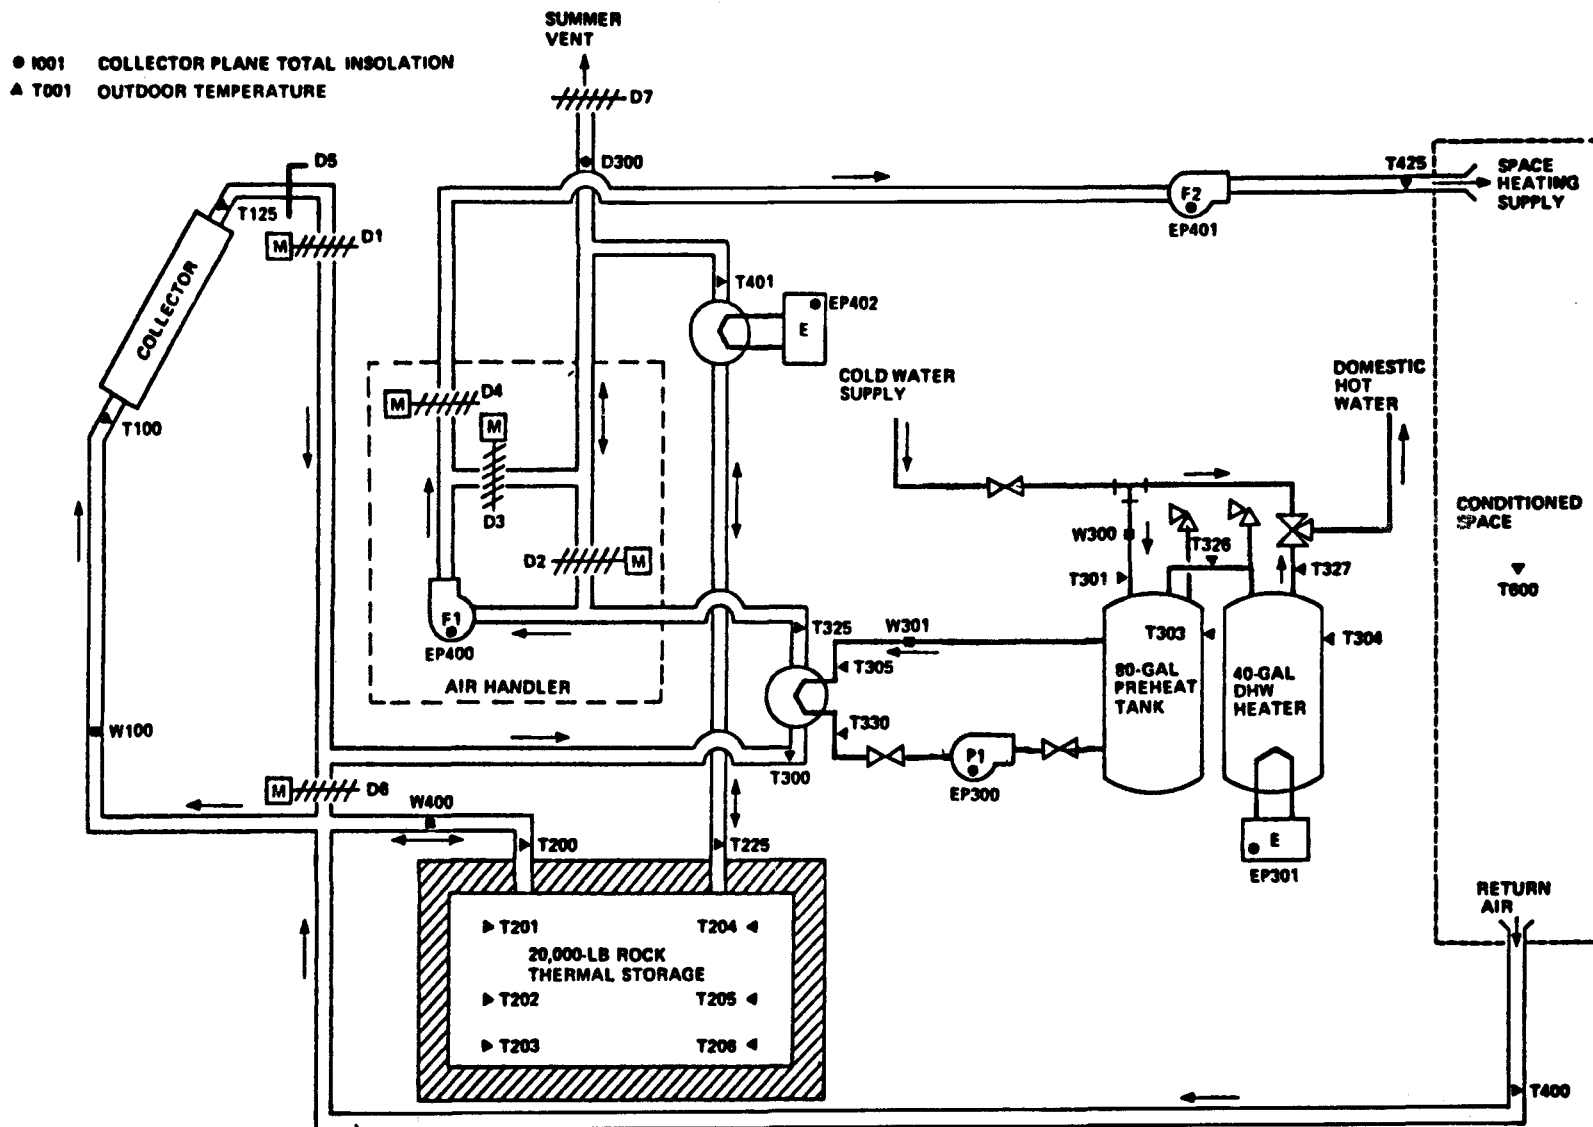 SUMMER
VENT
I001 COLLECTOR PLANE TOTAL INSOLATION
T001 OUTDOOR TEMPERATURE
D7
D5
D300
T425
SPACE
HEATING
SUPPLY
T125
F2
M
D1
EP401
COLLECTOR
T401
EP402
E
D4
M
M
COLD WATER
SUPPLY
DOMESTIC
HOT
WATER
T100
D3
CONDITIONED
SPACE
W300
T326
D2
M
T301
T327
T600
F1
T325
W301
T303
T304
EP400
T305
AIR HANDLER
80-GAL
PREHEAT
TANK
40-GAL
DHW
HEATER
W100
T330
T300
P1
M
D6
EP300
W400
T200
T225
E
EP301
RETURN
AIR
T201
T204
20,000-LB ROCK
THERMAL STORAGE
T202
T205
T203
T206
T400